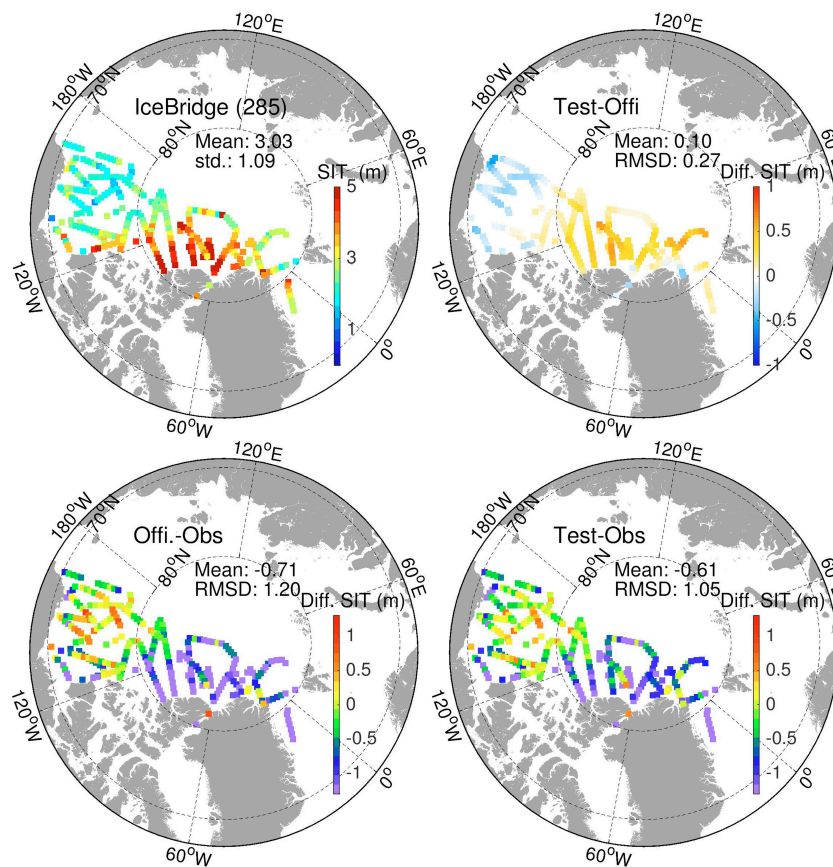 120°E
180°W
70°N
IceBridge (285)
Mean: 3.03
std.: 1.09
80°N
60°E
SIT (m)
5
3
1
120°W
0°
60°W
Test-Offi
Mean: 0.10
RMSD: 0.27
Diff. SIT (m)
120°E
180°W
70°N
80°N
60°E
1
0.5
0
-0.5
-1
120°W
0°
60°W
120°E
180°W
70°N
Offi.-Obs
Mean: -0.71
RMSD: 1.20
80°N
60°E
Diff. SIT (m)
1
0.5
0
-0.5
-1
120°W
0°
60°W
120°E
180°W
70°N
Test-Obs
Mean: -0.61
RMSD: 1.05
80°N
60°E
Diff. SIT (m)
1
0.5
0
-0.5
-1
120°W
0°
60°W